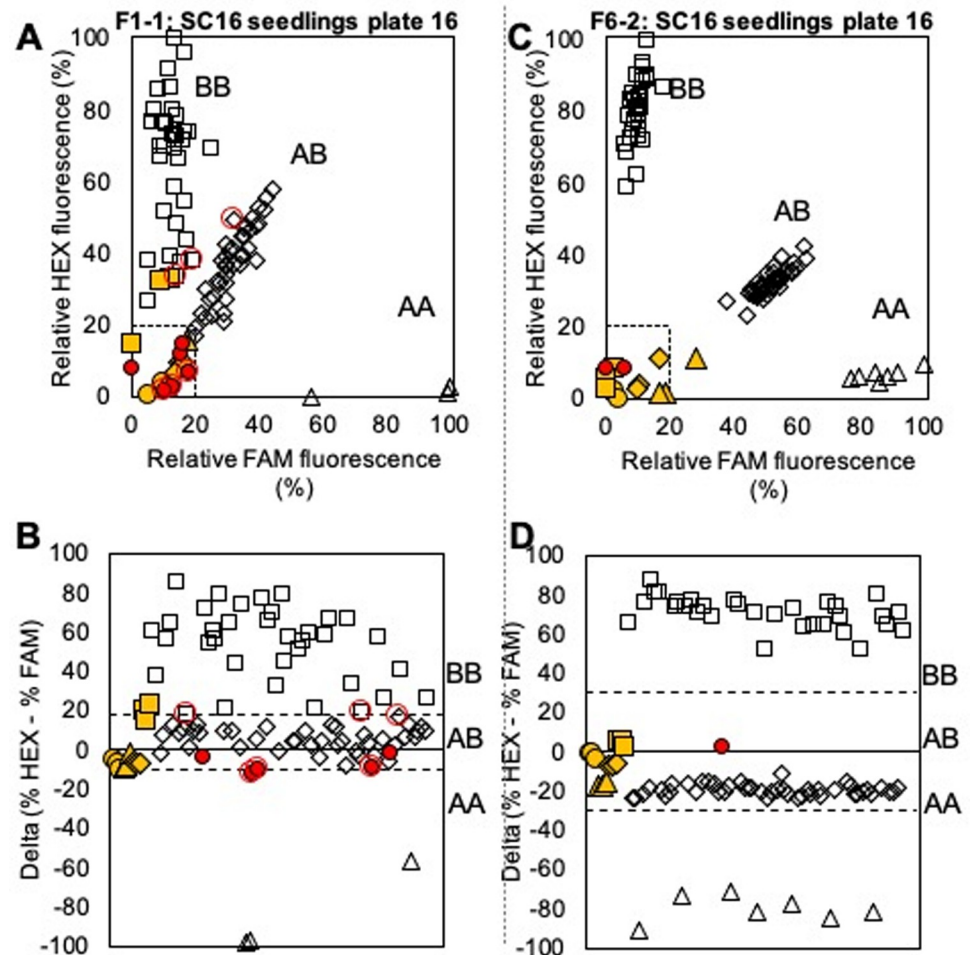 A
F1-1: SC16 seedlings plate 16
Relative HEX fluorescence (%)
100
80
60
40
20
0
BB
AB
AA
0 20 40 60 80 100
Relative FAM fluorescence
(%)
C
F6-2: SC16 seedlings plate 16
Relative HEX fluorescence (%)
100
80
60
40
20
0
BB
AB
AA
0 20 40 60 80 100
Relative FAM fluorescence
(%)
B
Delta (% HEX - % FAM)
100
80
60
40
20
0
-20
-40
-60
-80
-100
BB
AB
AA
D
Delta (% HEX - % FAM)
100
80
60
40
20
0
-20
-40
-60
-80
-100
BB
AB
AA